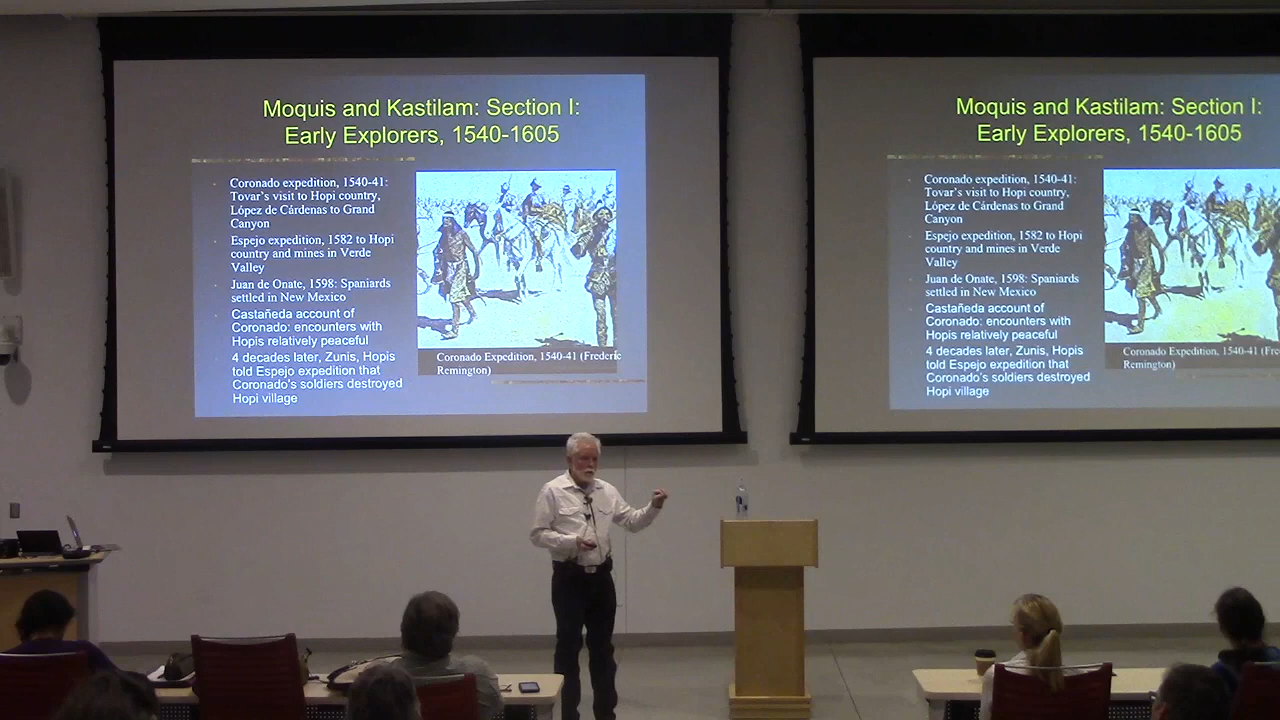 Moquis and Kastilam: Section I:
Early Explorers, 1540-1605
Coronado expedition, 1540-41:
Tovar's visit to Hopi country,
López de Cárdenas to Grand
Canyon
Espejo expedition, 1582 to Hopi
country and mines in Verde
Valley
Juan de Onate, 1598: Spaniards
settled in New Mexico
Castañeda account of
Coronado: encounters with
Hopis relatively peaceful
4 decades later, Zunis, Hopis
told Espejo expedition that
Coronado's soldiers destroyed
Hopi village
Coronado Expedition, 1540-41 (Frederic
Remington)
Moquis and Kastilam: Section I:
Early Explorers, 1540-1605
Coronado expedition, 1540-41:
Tovar's visit to Hopi country,
López de Cárdenas to Grand
Canyon
Espejo expedition, 1582 to Hopi
country and mines in Verde
Valley
Juan de Onate, 1598: Spaniards
settled in New Mexico
Castañeda account of
Coronado: encounters with
Hopis relatively peaceful
4 decades later, Zunis, Hopis
told Espejo expedition that
Coronado's soldiers destroyed
Hopi village
Coronado Expedition, 1540-41 (Fre
Remington)